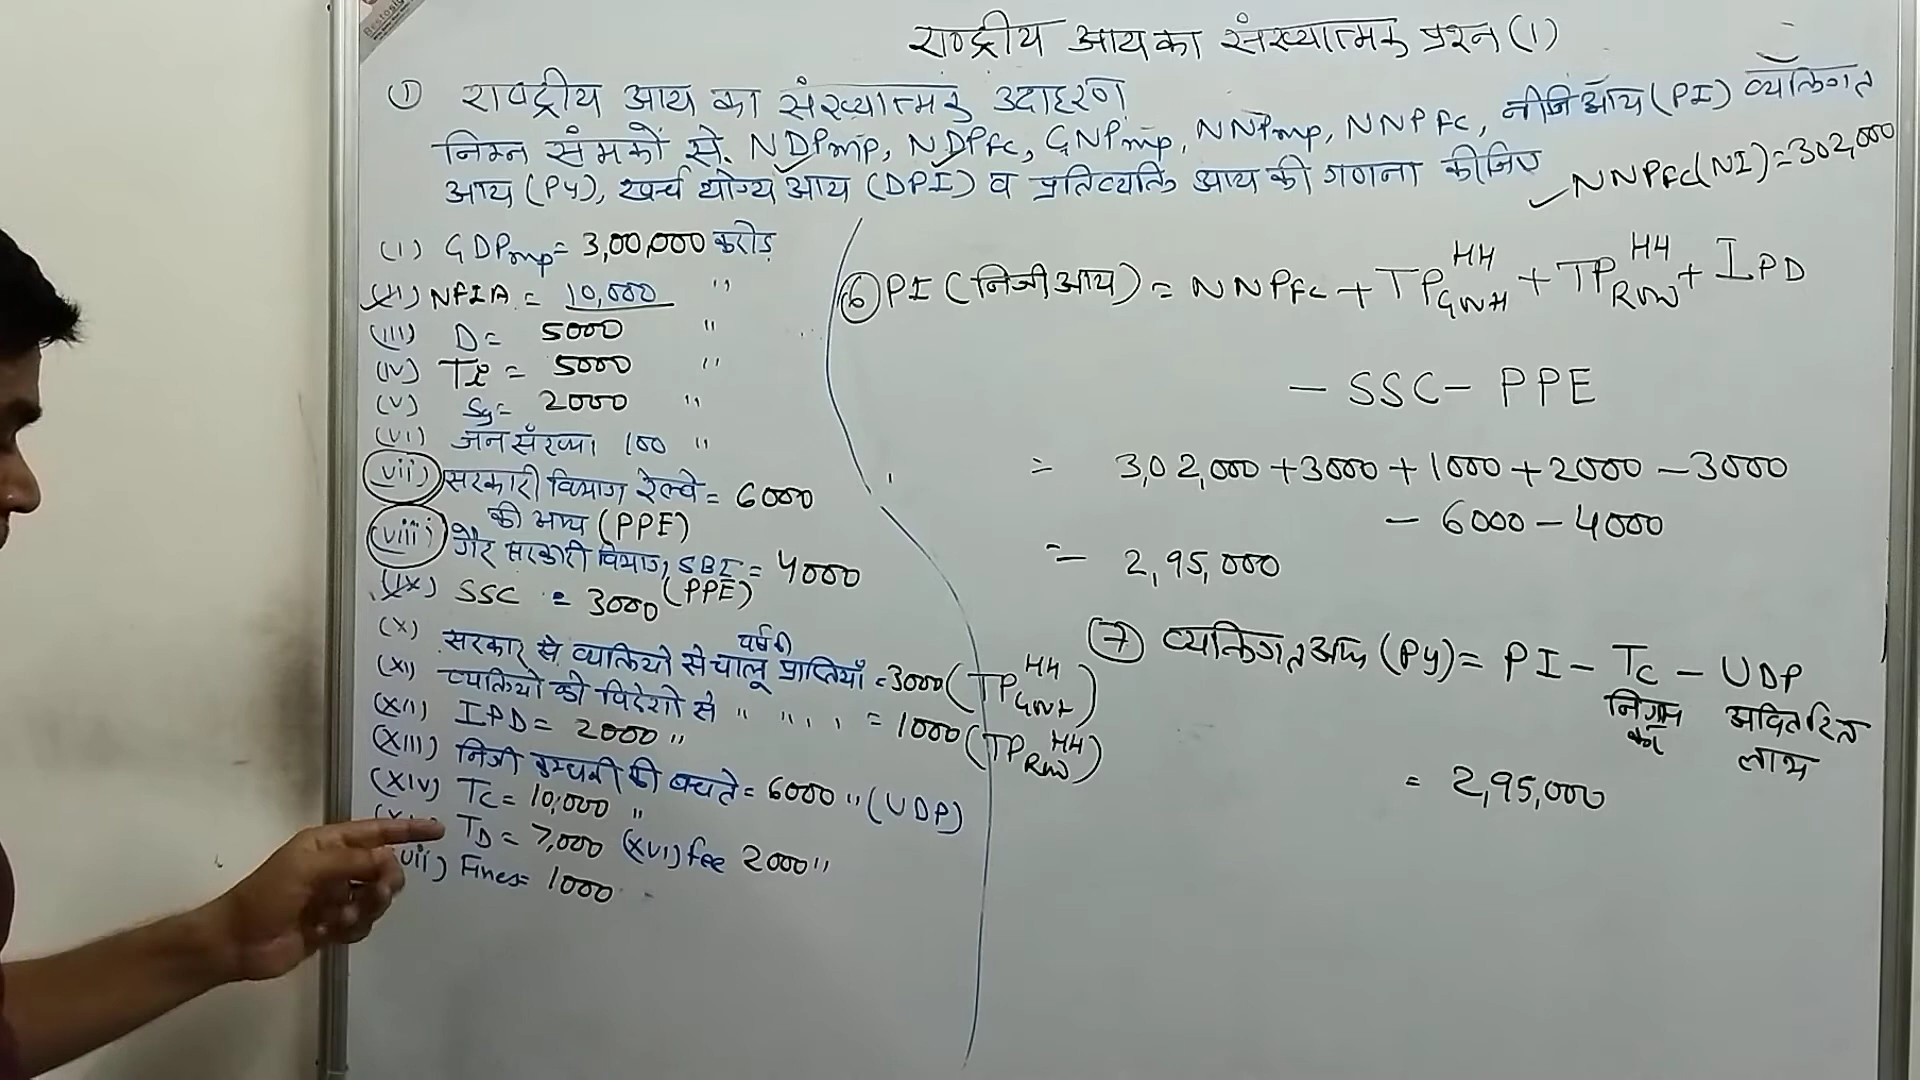 राष्ट्रीय आय का संख्यात्मक प्रश्न (1)
① राष्ट्रीय आय का संख्यात्मक उदाहरण
निम्न संमकों से. NDPmp, NDPfc, GNPmp, NNPmp, NNPFC, नीजि आय (PI) व्यक्तिगत
आय (Py), खर्च योग्य आय (DPI) व प्रतिव्यक्ति आय की गणना कीजिए
NNPFC(NI)=302,000
(i) GDPmp= 3,00,000 करोड़
(ii) NFIA = 10,000 "
(iii) D= 5000 "
(iv) Ti = 5000 "
(v) Sg= 2000 "
(vi) जनसंख्या 100 "
(vii) सरकारी विभाग रेल्वे = 6000
की आय (PPE)
(viii) गैर सरकारी विभाग, SBI = 4000
(PPE)
(ix) SSC = 3000
(x) सरकार से व्यक्तियो से चालू वर्ष की प्राप्तियाँ = 3000 (TP HH GOVT)
(xi) व्यक्तियो को विदेशो से " " " " = 1000 (TP HH ROW)
(xii) IPD= 2000 "
(xiii) निजी कम्पनी की बचते = 6000 " (UDP)
(xiv) Tc= 10,000 "
TD= 7,000 (xvi) fee 2000 "
vii) Fines= 1000
⑥ PI (निजी आय) = NNPFC + TP HH GOVT + TP HH ROW + IPD
– SSC – PPE
= 3,02,000 + 3000 + 1000 + 2000 – 3000
– 6000 – 4000
= 2,95,000
⑦ व्यक्तिगत आय (Py) = PI – Tc – UDP
निगम कर
अवितरित लाभ
= 2,95,000